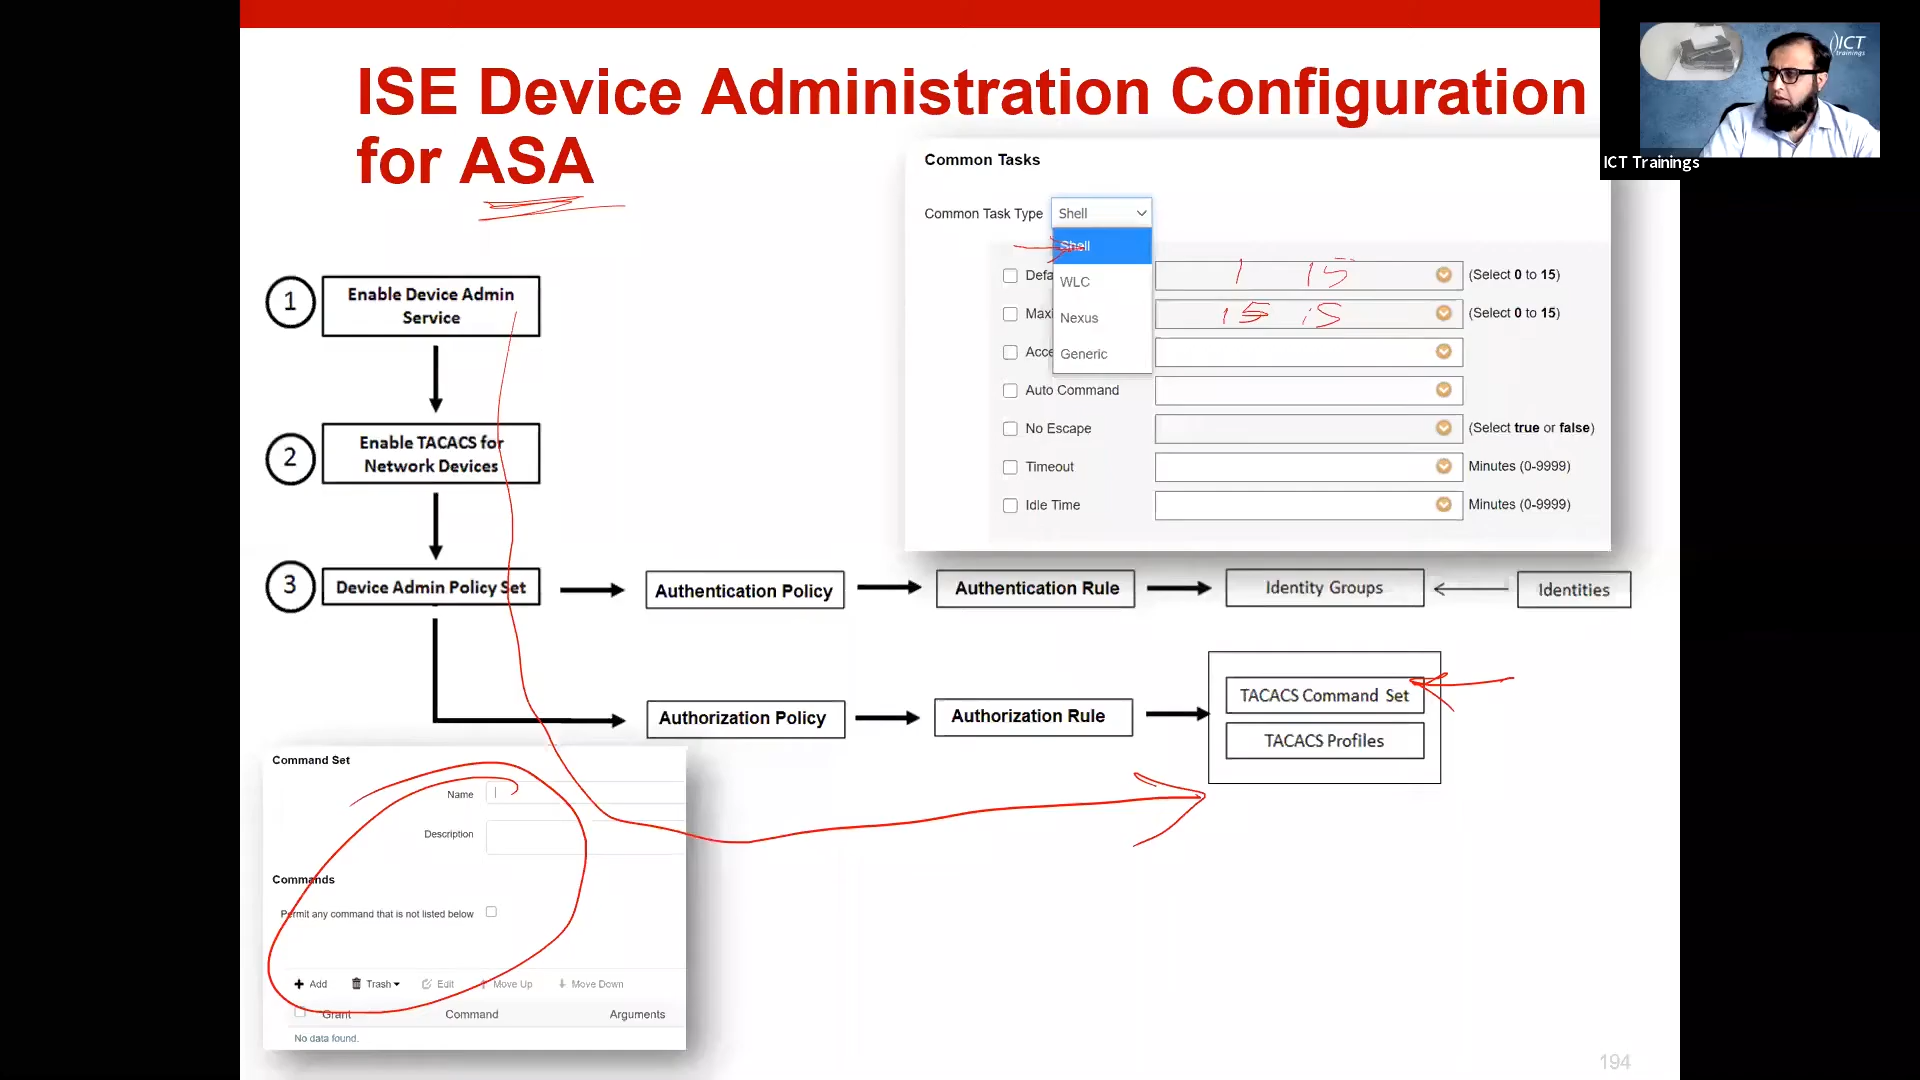 ISE Device Administration Configuration
for ASA
ICT
trainings
ICT Trainings
Common Tasks
Common Task Type Shell
Shell
WLC
Nexus
Generic
Defa 1 15 (Select 0 to 15)
Maxi 15 15 (Select 0 to 15)
Acce
Auto Command
No Escape (Select true or false)
Timeout Minutes (0-9999)
Idle Time Minutes (0-9999)
1 Enable Device Admin
Service
2 Enable TACACS for
Network Devices
3 Device Admin Policy Set
Authentication Policy
Authentication Rule
Identity Groups
Identities
Authorization Policy
Authorization Rule
TACACS Command Set
TACACS Profiles
Command Set
Name
Description
Commands
Permit any command that is not listed below
Add Trash Edit Move Up Move Down
Grant Command Arguments
No data found.
194